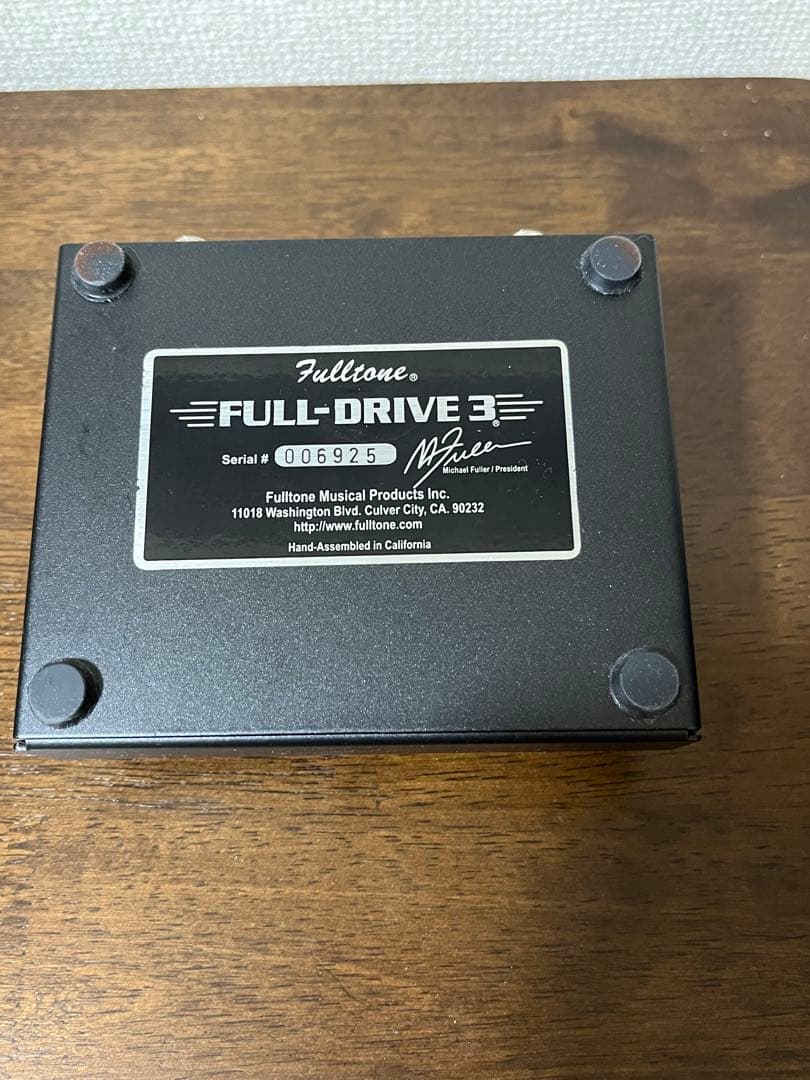 Fulltone®
FULL-DRIVE 3®
Serial # 006925
Michael Fuller / President
Fulltone Musical Products Inc.
11018 Washington Blvd. Culver City, CA. 90232
http://www.fulltone.com
Hand-Assembled in California